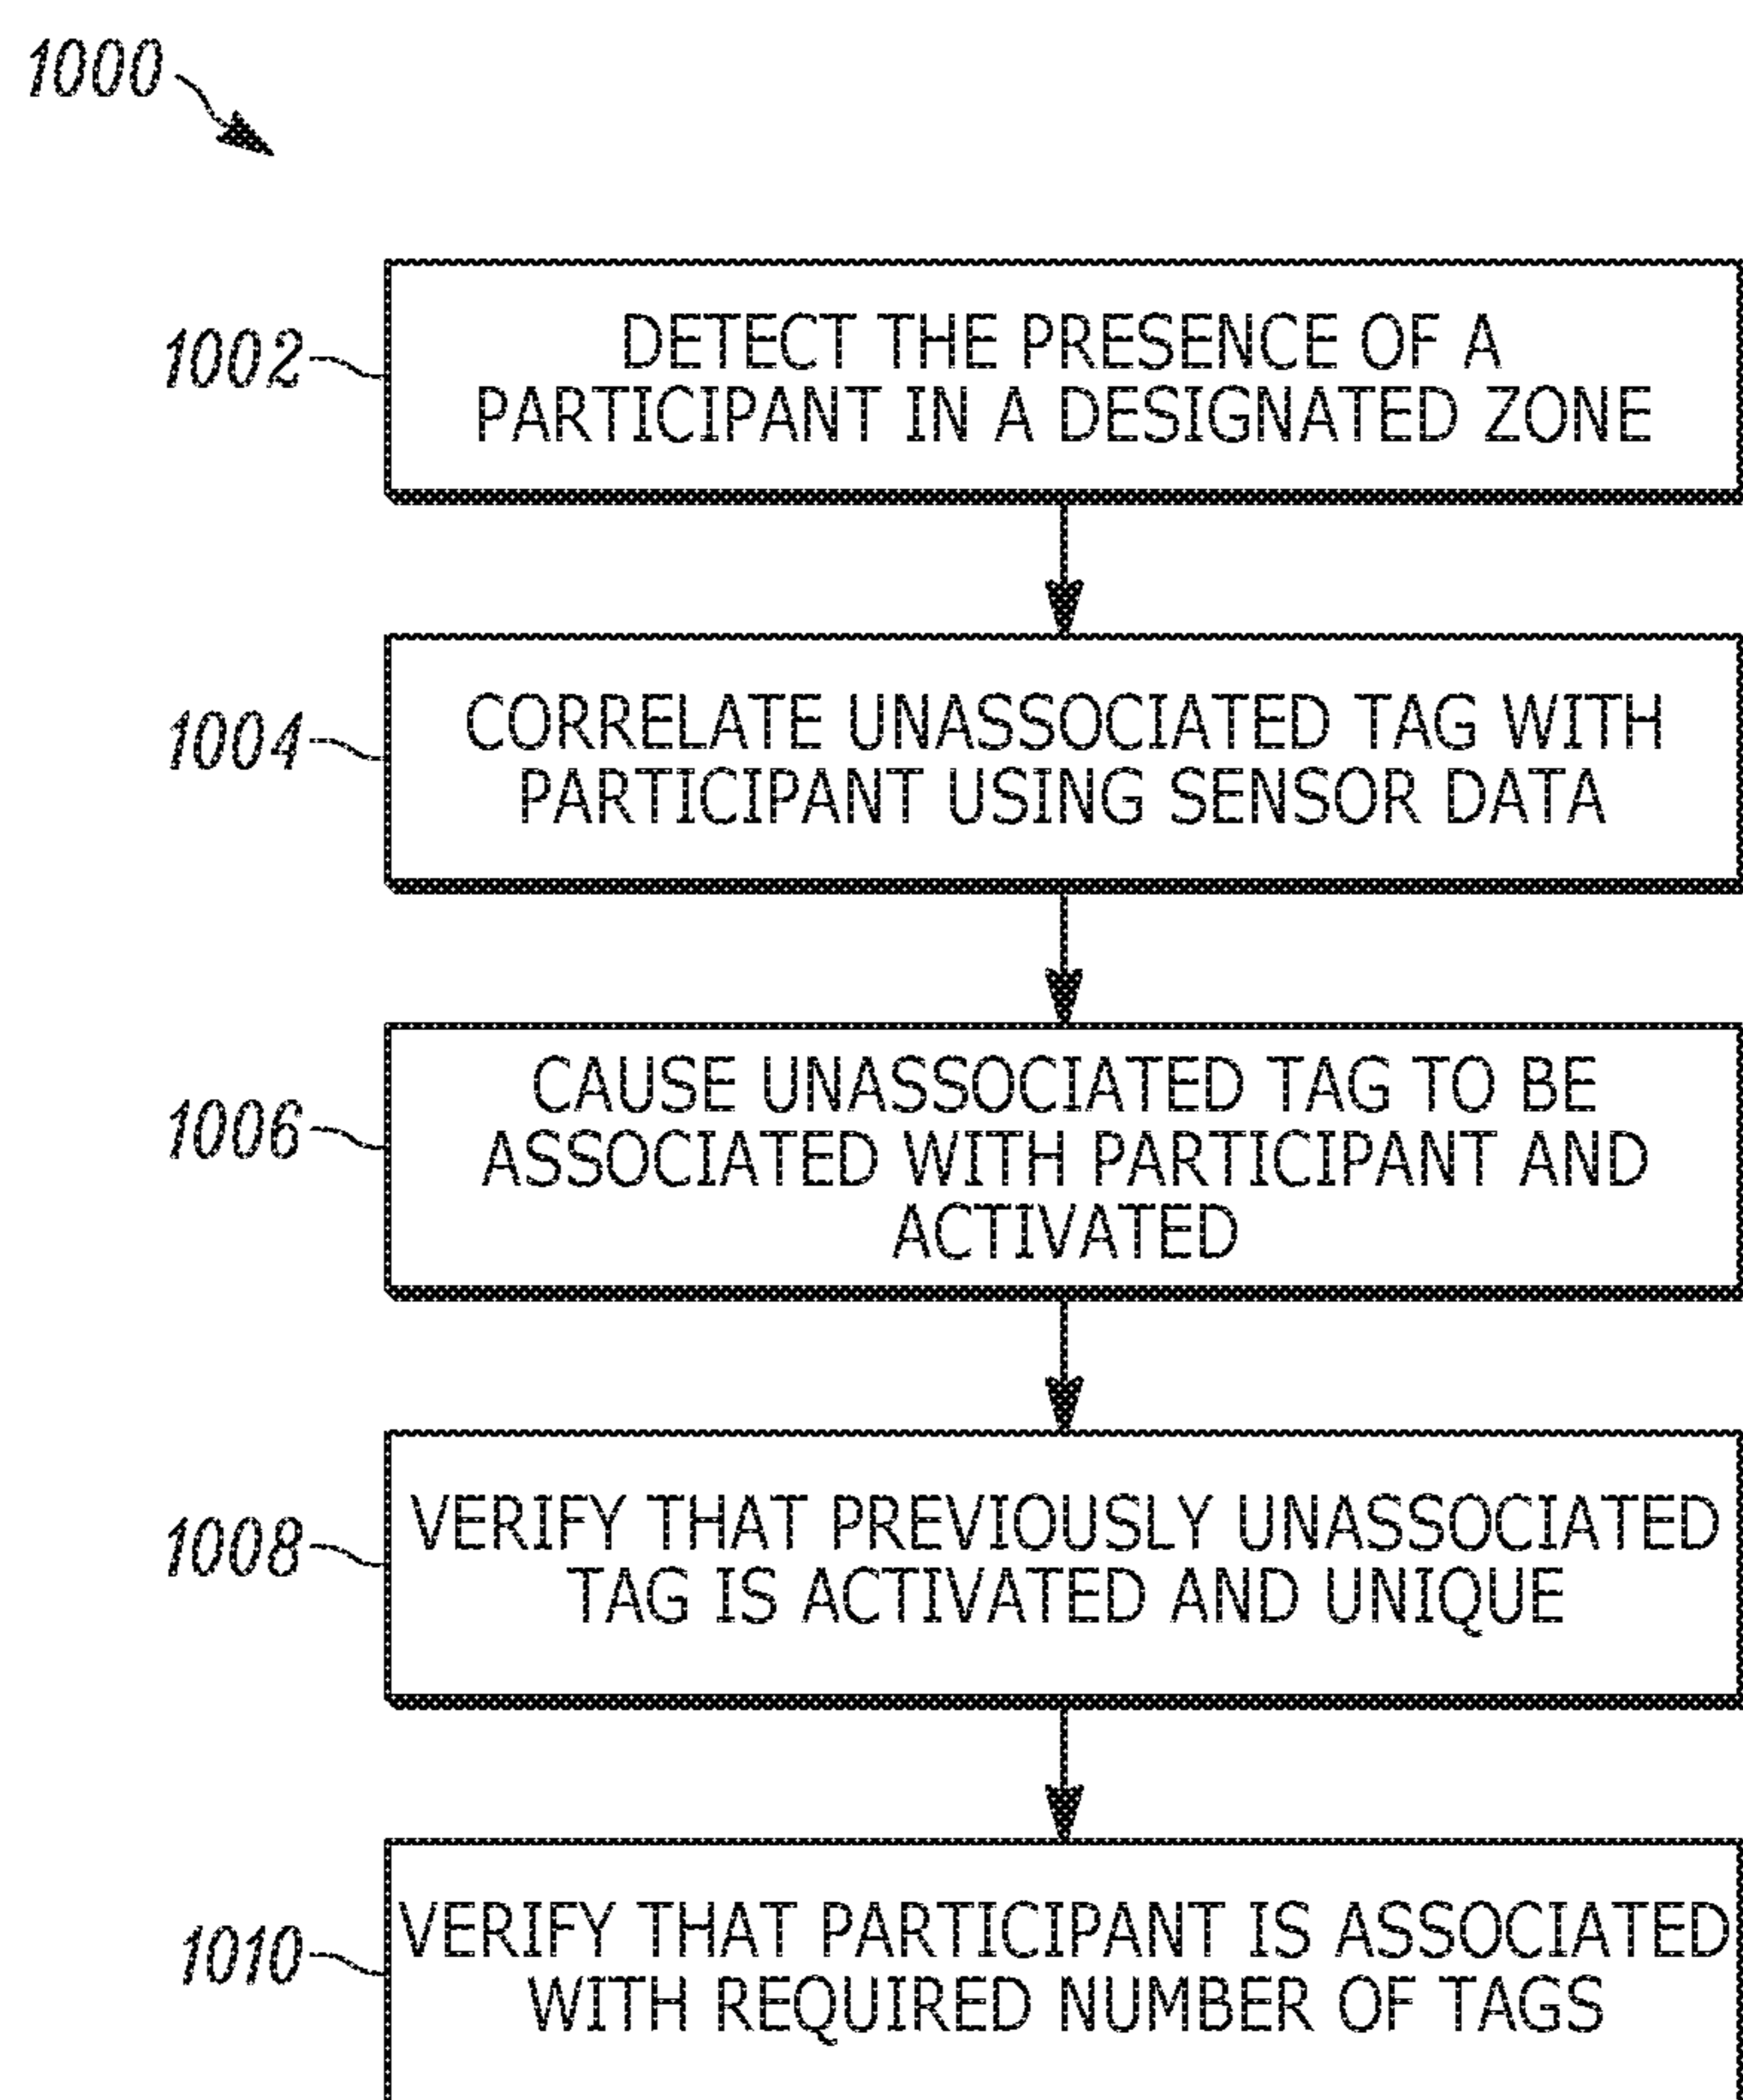 1000
1002
DETECT THE PRESENCE OF A
PARTICIPANT IN A DESIGNATED ZONE
1004
CORRELATE UNASSOCIATED TAG WITH
PARTICIPANT USING SENSOR DATA
1006
CAUSE UNASSOCIATED TAG TO BE
ASSOCIATED WITH PARTICIPANT AND
ACTIVATED
1008
VERIFY THAT PREVIOUSLY UNASSOCIATED
TAG IS ACTIVATED AND UNIQUE
1010
VERIFY THAT PARTICIPANT IS ASSOCIATED
WITH REQUIRED NUMBER OF TAGS